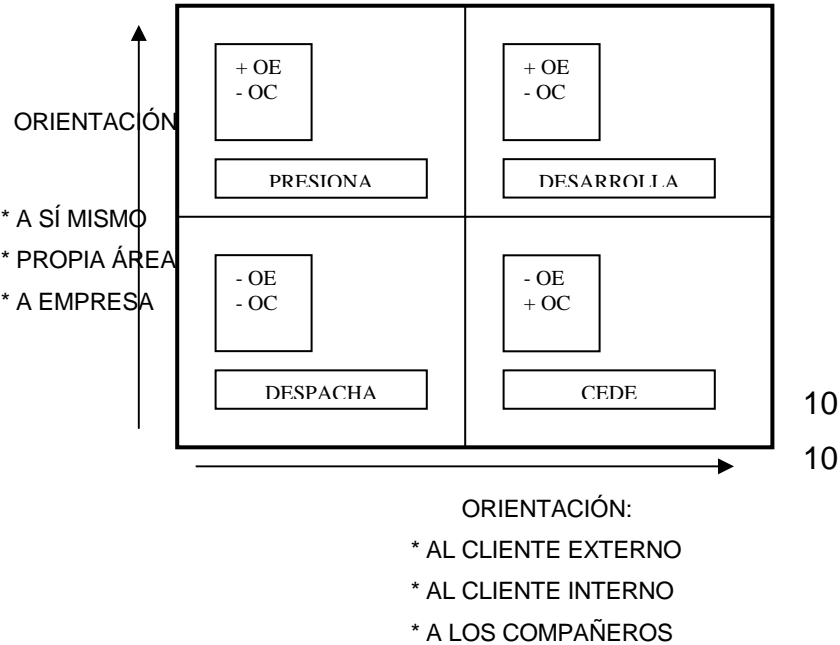 + OE
- OC
PRESIONA
+ OE
- OC
DESARROLLA
ORIENTACIÓN
* A SÍ MISMO
* PROPIA ÁREA
* A EMPRESA
- OE
- OC
DESPACHA
- OE
+ OC
CEDE
10
10
ORIENTACIÓN:
* AL CLIENTE EXTERNO
* AL CLIENTE INTERNO
* A LOS COMPAÑEROS